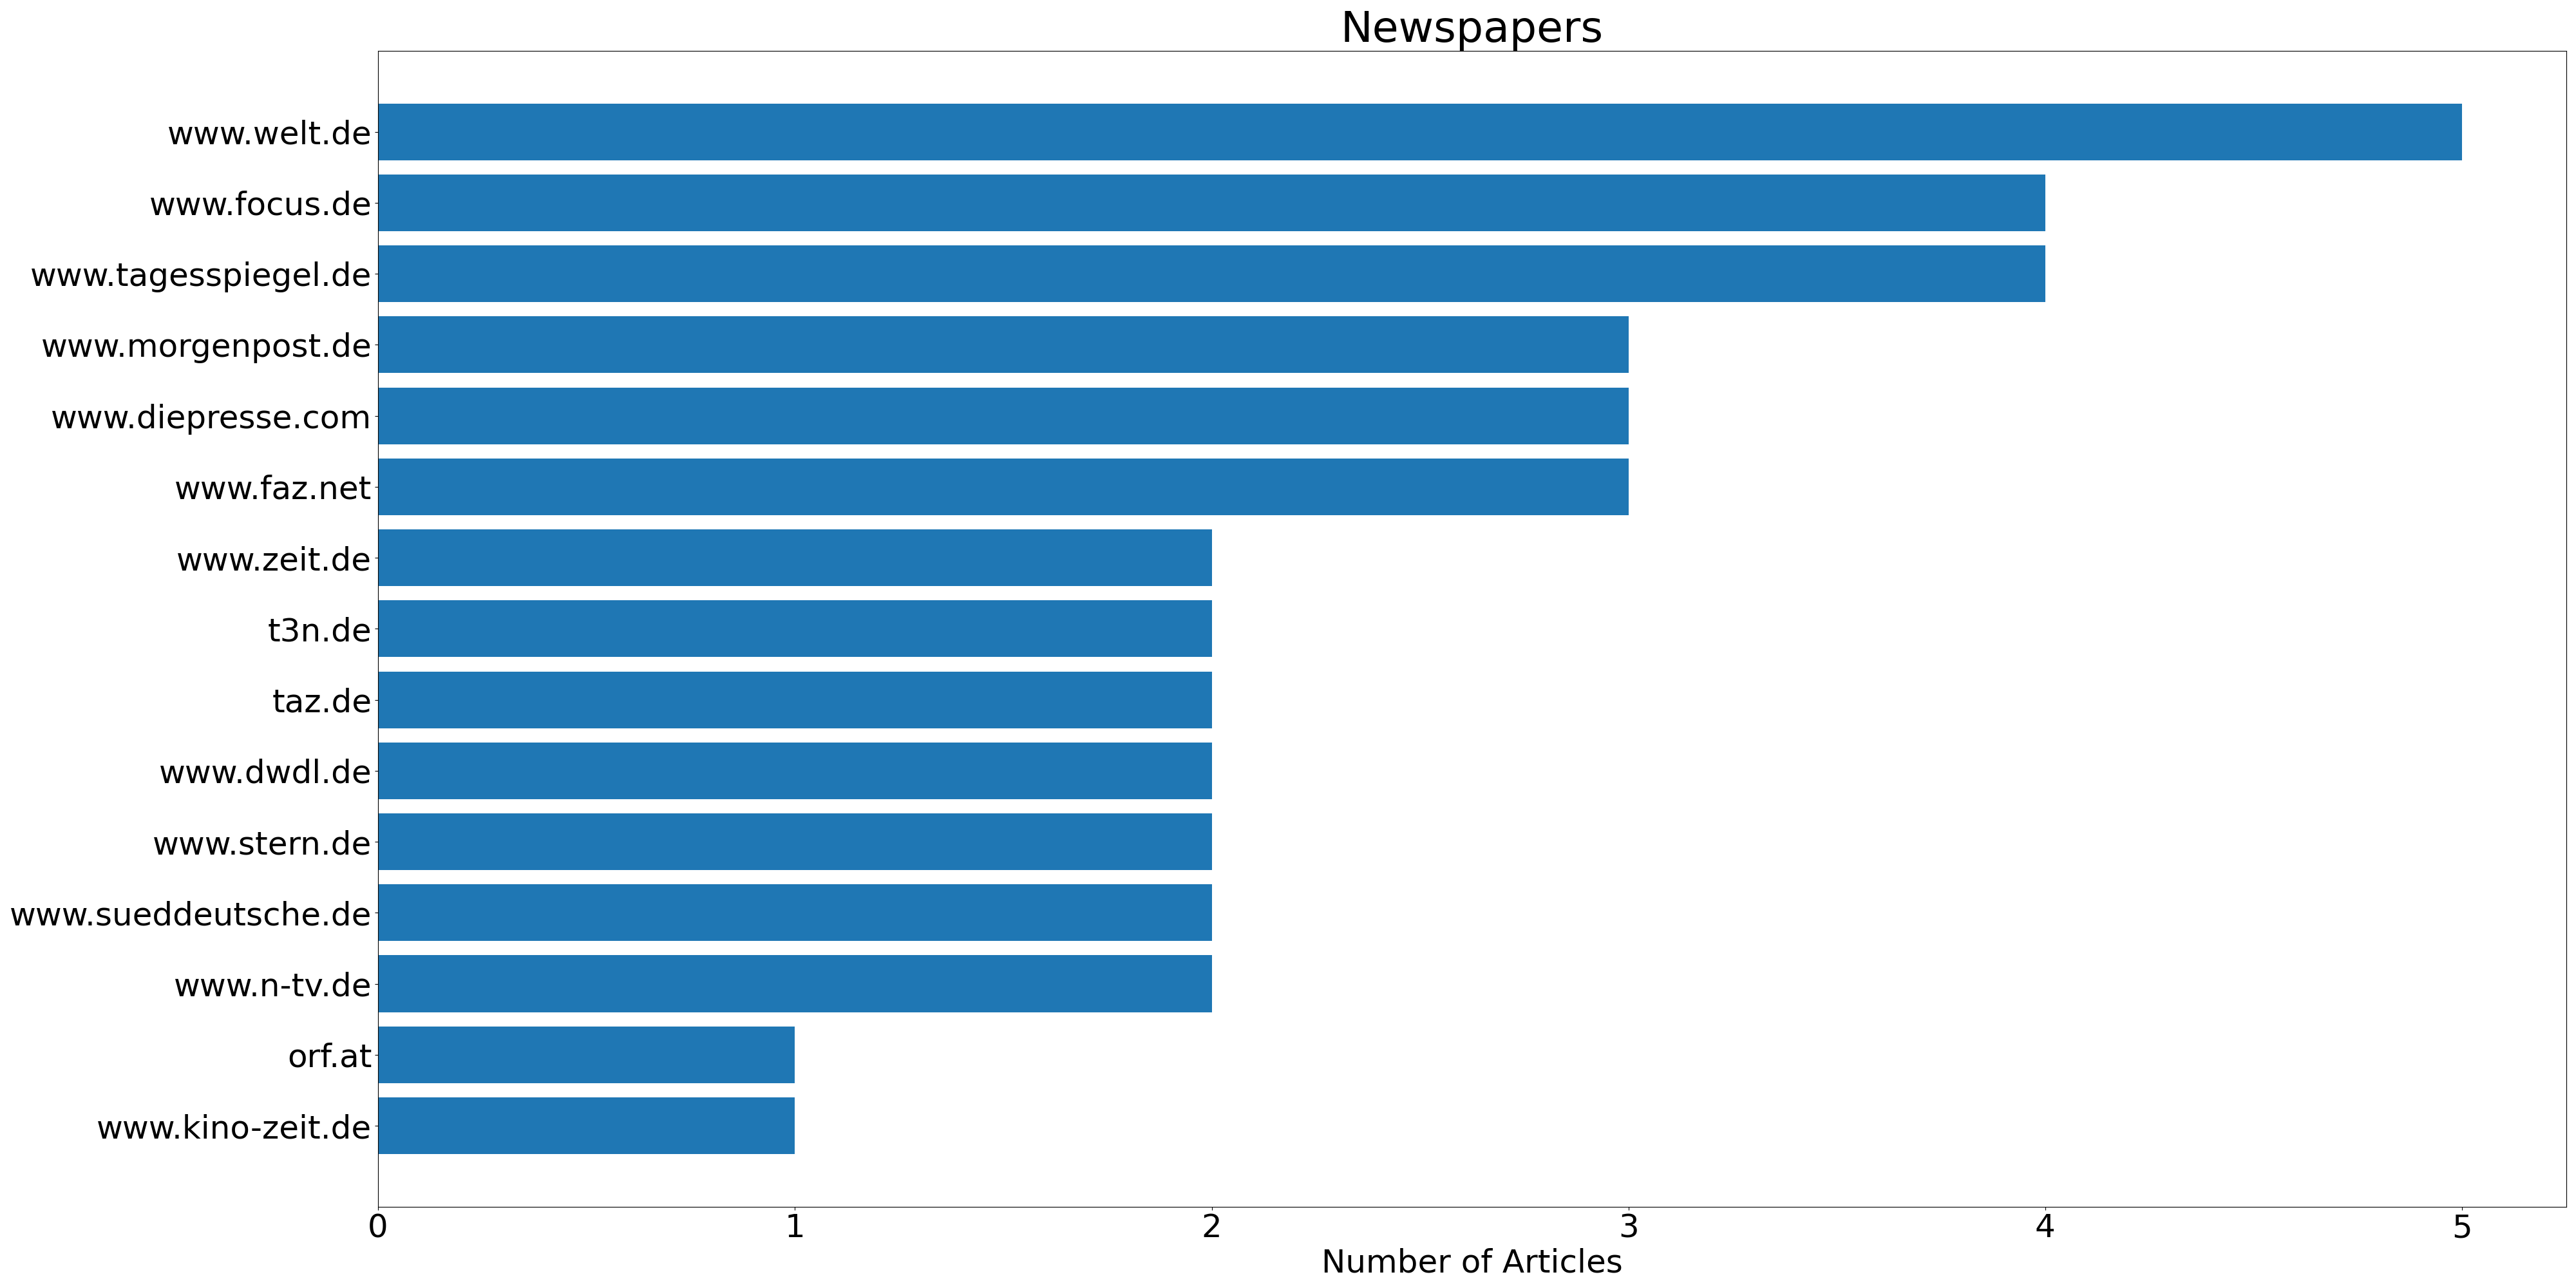 Newspapers
www.welt.de
www.focus.de
www.tagesspiegel.de
www.morgenpost.de
www.diepresse.com
www.faz.net
www.zeit.de
t3n.de
taz.de
www.dwdl.de
www.stern.de
www.sueddeutsche.de
www.n-tv.de
orf.at
www.kino-zeit.de
0 1 2 3 4 5
Number of Articles